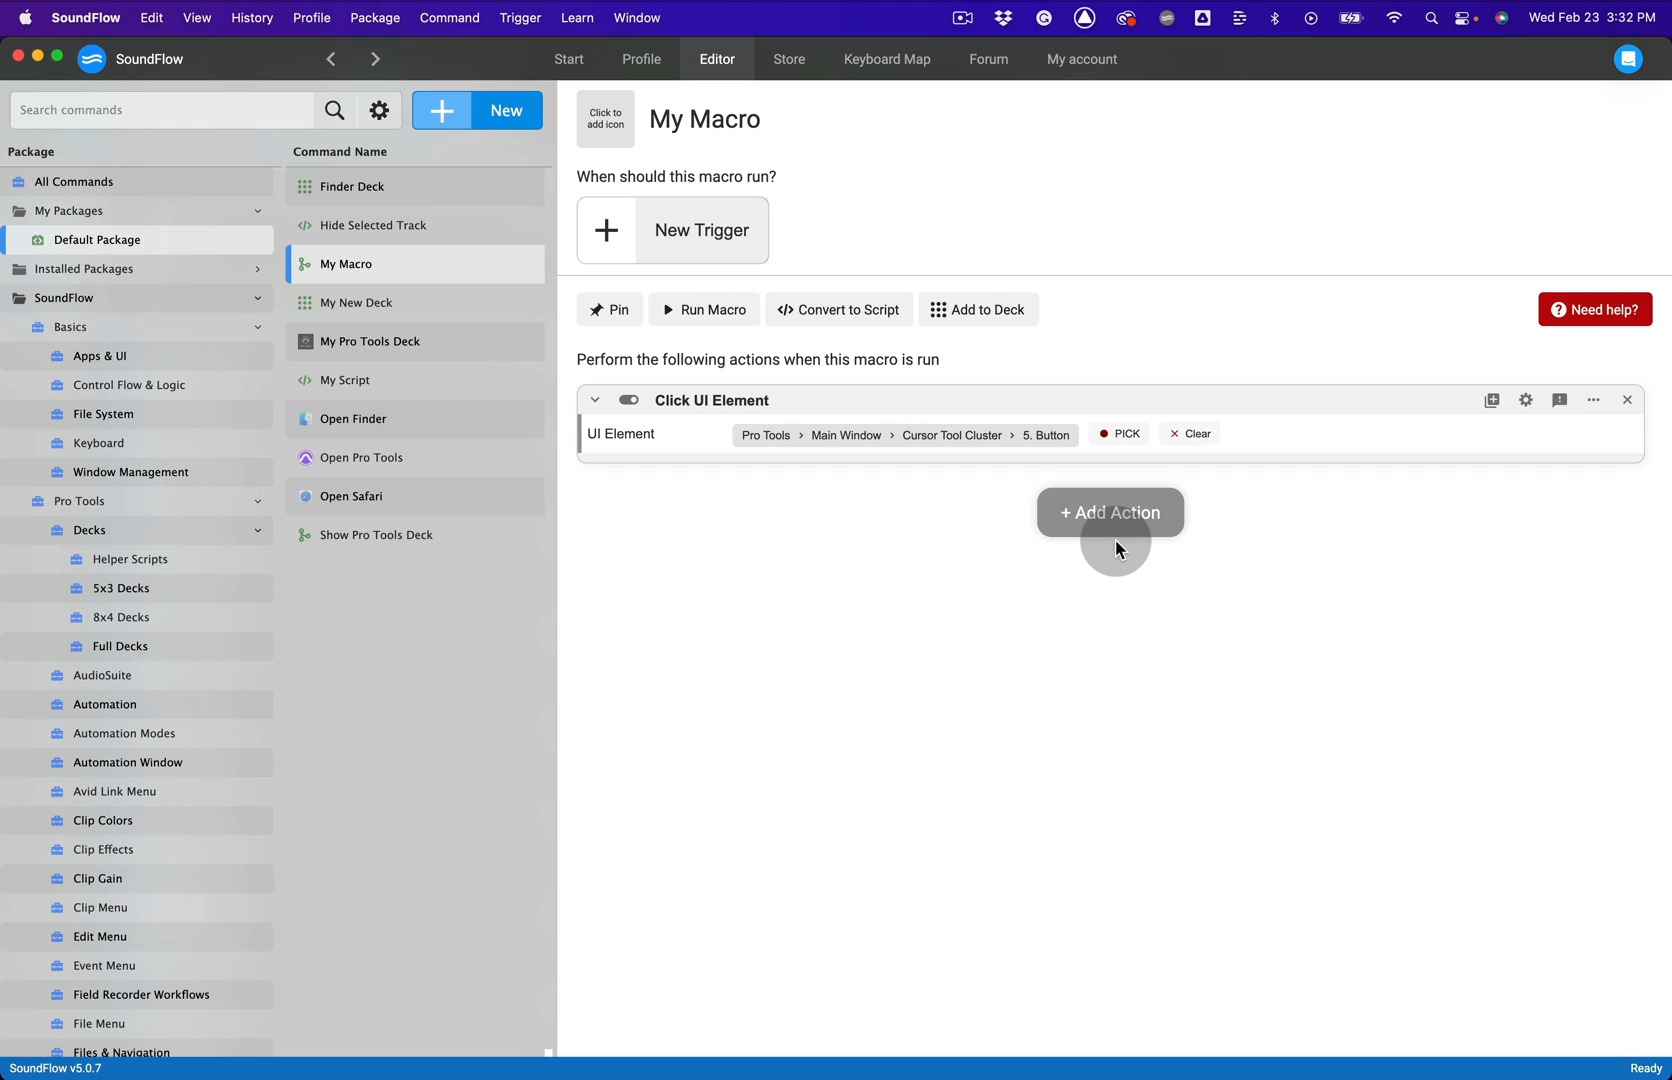 SoundFlow Edit View History Profile Package Command Trigger Learn Window Wed Feb 23 3:32 PM
SoundFlow Start Profile Editor Store Keyboard Map Forum My account
Search commands New
Package Command Name
All Commands
My Packages
Default Package
Installed Packages
SoundFlow
Basics
Apps & UI
Control Flow & Logic
File System
Keyboard
Window Management
Pro Tools
Decks
Helper Scripts
5x3 Decks
8x4 Decks
Full Decks
AudioSuite
Automation
Automation Modes
Automation Window
Avid Link Menu
Clip Colors
Clip Effects
Clip Gain
Clip Menu
Edit Menu
Event Menu
Field Recorder Workflows
File Menu
Files & Navigation
Finder Deck
Hide Selected Track
My Macro
My New Deck
My Pro Tools Deck
My Script
Open Finder
Open Pro Tools
Open Safari
Show Pro Tools Deck
Click to
add icon
My Macro
When should this macro run?
+ New Trigger
Pin Run Macro </> Convert to Script Add to Deck Need help?
Perform the following actions when this macro is run
Click UI Element
UI Element Pro Tools > Main Window > Cursor Tool Cluster > 5. Button PICK × Clear
+ Add Action
SoundFlow v5.0.7 Ready